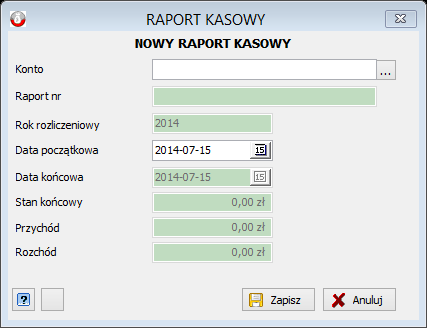 RAPORT KASOWY
NOWY RAPORT KASOWY
Konto ...
Raport nr
Rok rozliczeniowy 2014
Data początkowa 2014-07-15 15
Data końcowa 2014-07-15 15
Stan końcowy 0,00 zł
Przychód 0,00 zł
Rozchód 0,00 zł
? Zapisz Anuluj